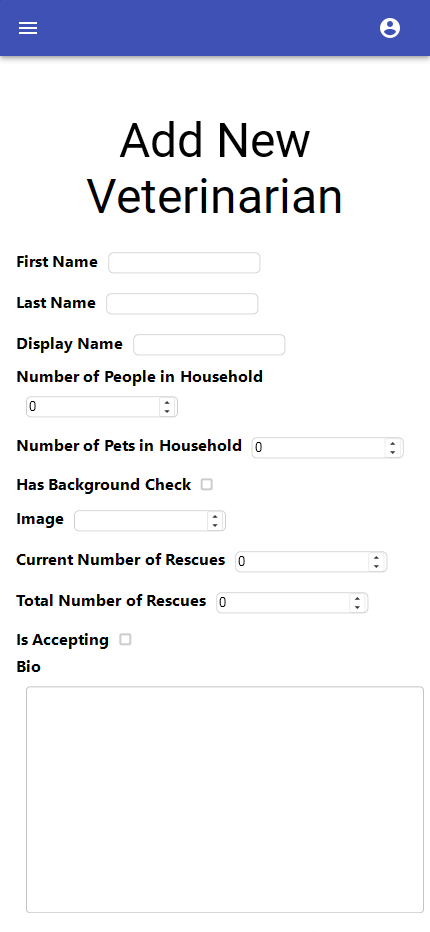 Add New
Veterinarian
First Name
Last Name
Display Name
Number of People in Household
0
Number of Pets in Household 0
Has Background Check
Image
Current Number of Rescues 0
Total Number of Rescues 0
Is Accepting
Bio